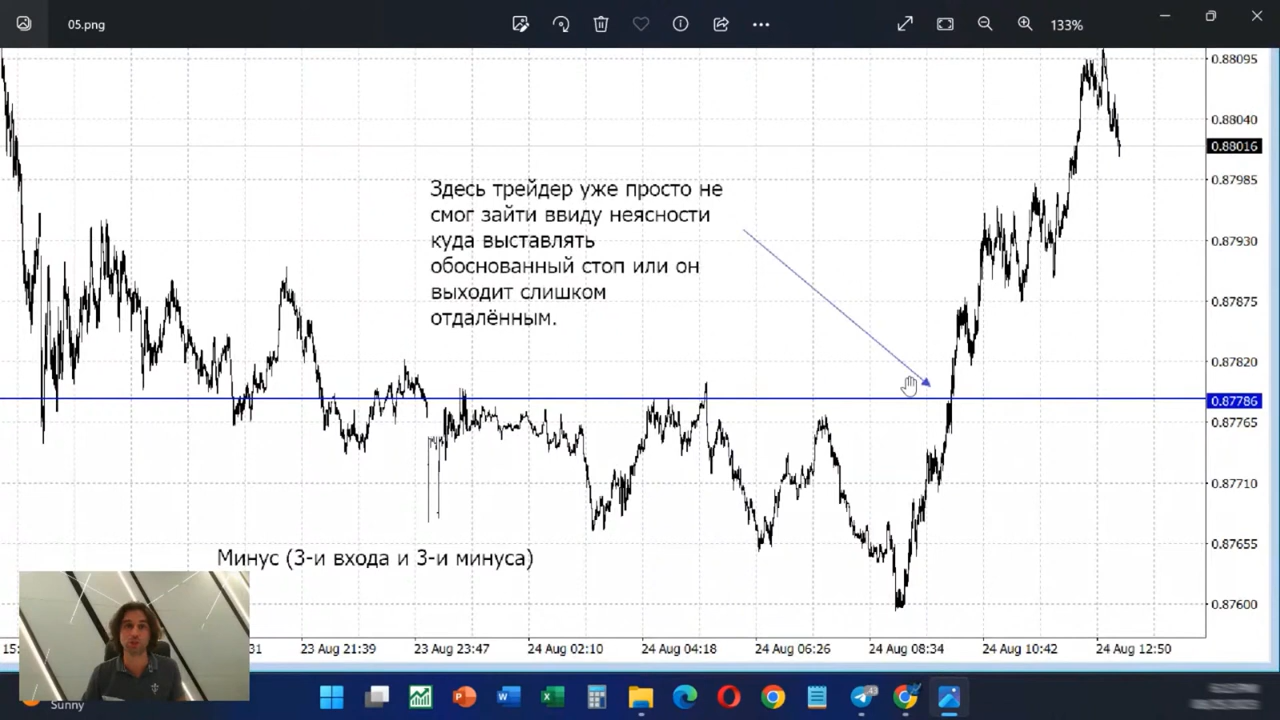 05.png
133%
0.88095
0.88040
0.88016
0.87985
Здесь трейдер уже просто не
смог зайти ввиду неясности
куда выставлять
обоснованный стоп или он
выходит слишком
отдалённым.
0.87930
0.87875
0.87820
0.87786
0.87765
0.87710
0.87655
0.87600
Минус (3-и входа и 3-и минуса)
15:
31
23 Aug 21:39
23 Aug 23:47
24 Aug 02:10
24 Aug 04:18
24 Aug 06:26
24 Aug 08:34
24 Aug 10:42
24 Aug 12:50
Sunny